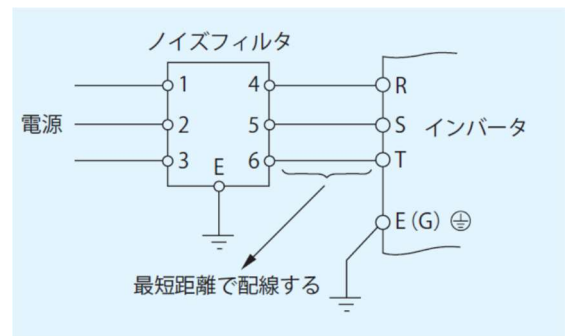 ノイズフィルタ
1 4 R
電源 2 5 S インバータ
3 E 6 T
E(G)
最短距離で配線する